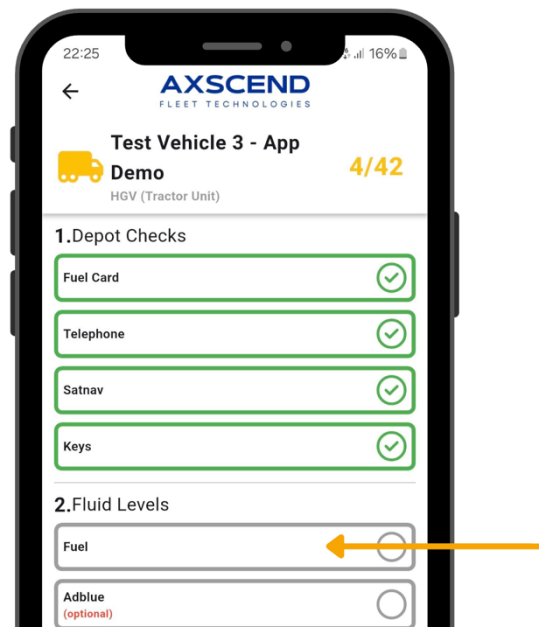 22:25
16%
AXSCEND
FLEET TECHNOLOGIES
Test Vehicle 3 - App
Demo
4/42
HGV (Tractor Unit)
1.Depot Checks
Fuel Card
Telephone
Satnav
Keys
2.Fluid Levels
Fuel
Adblue
(optional)